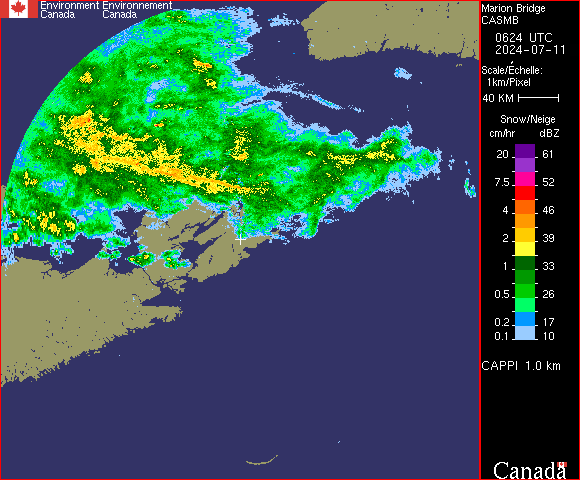 Environment Environnement
Canada Canada
Marion Bridge
CASMB
0624 UTC
2024-07-11
Scale/Echelle:
1km/Pixel
40 KM
Snow/Neige
cm/hr dBZ
20 61
7.5 52
4 46
2 39
1 33
0.5 26
0.2 17
0.1 10
CAPPI 1.0 km
Canada